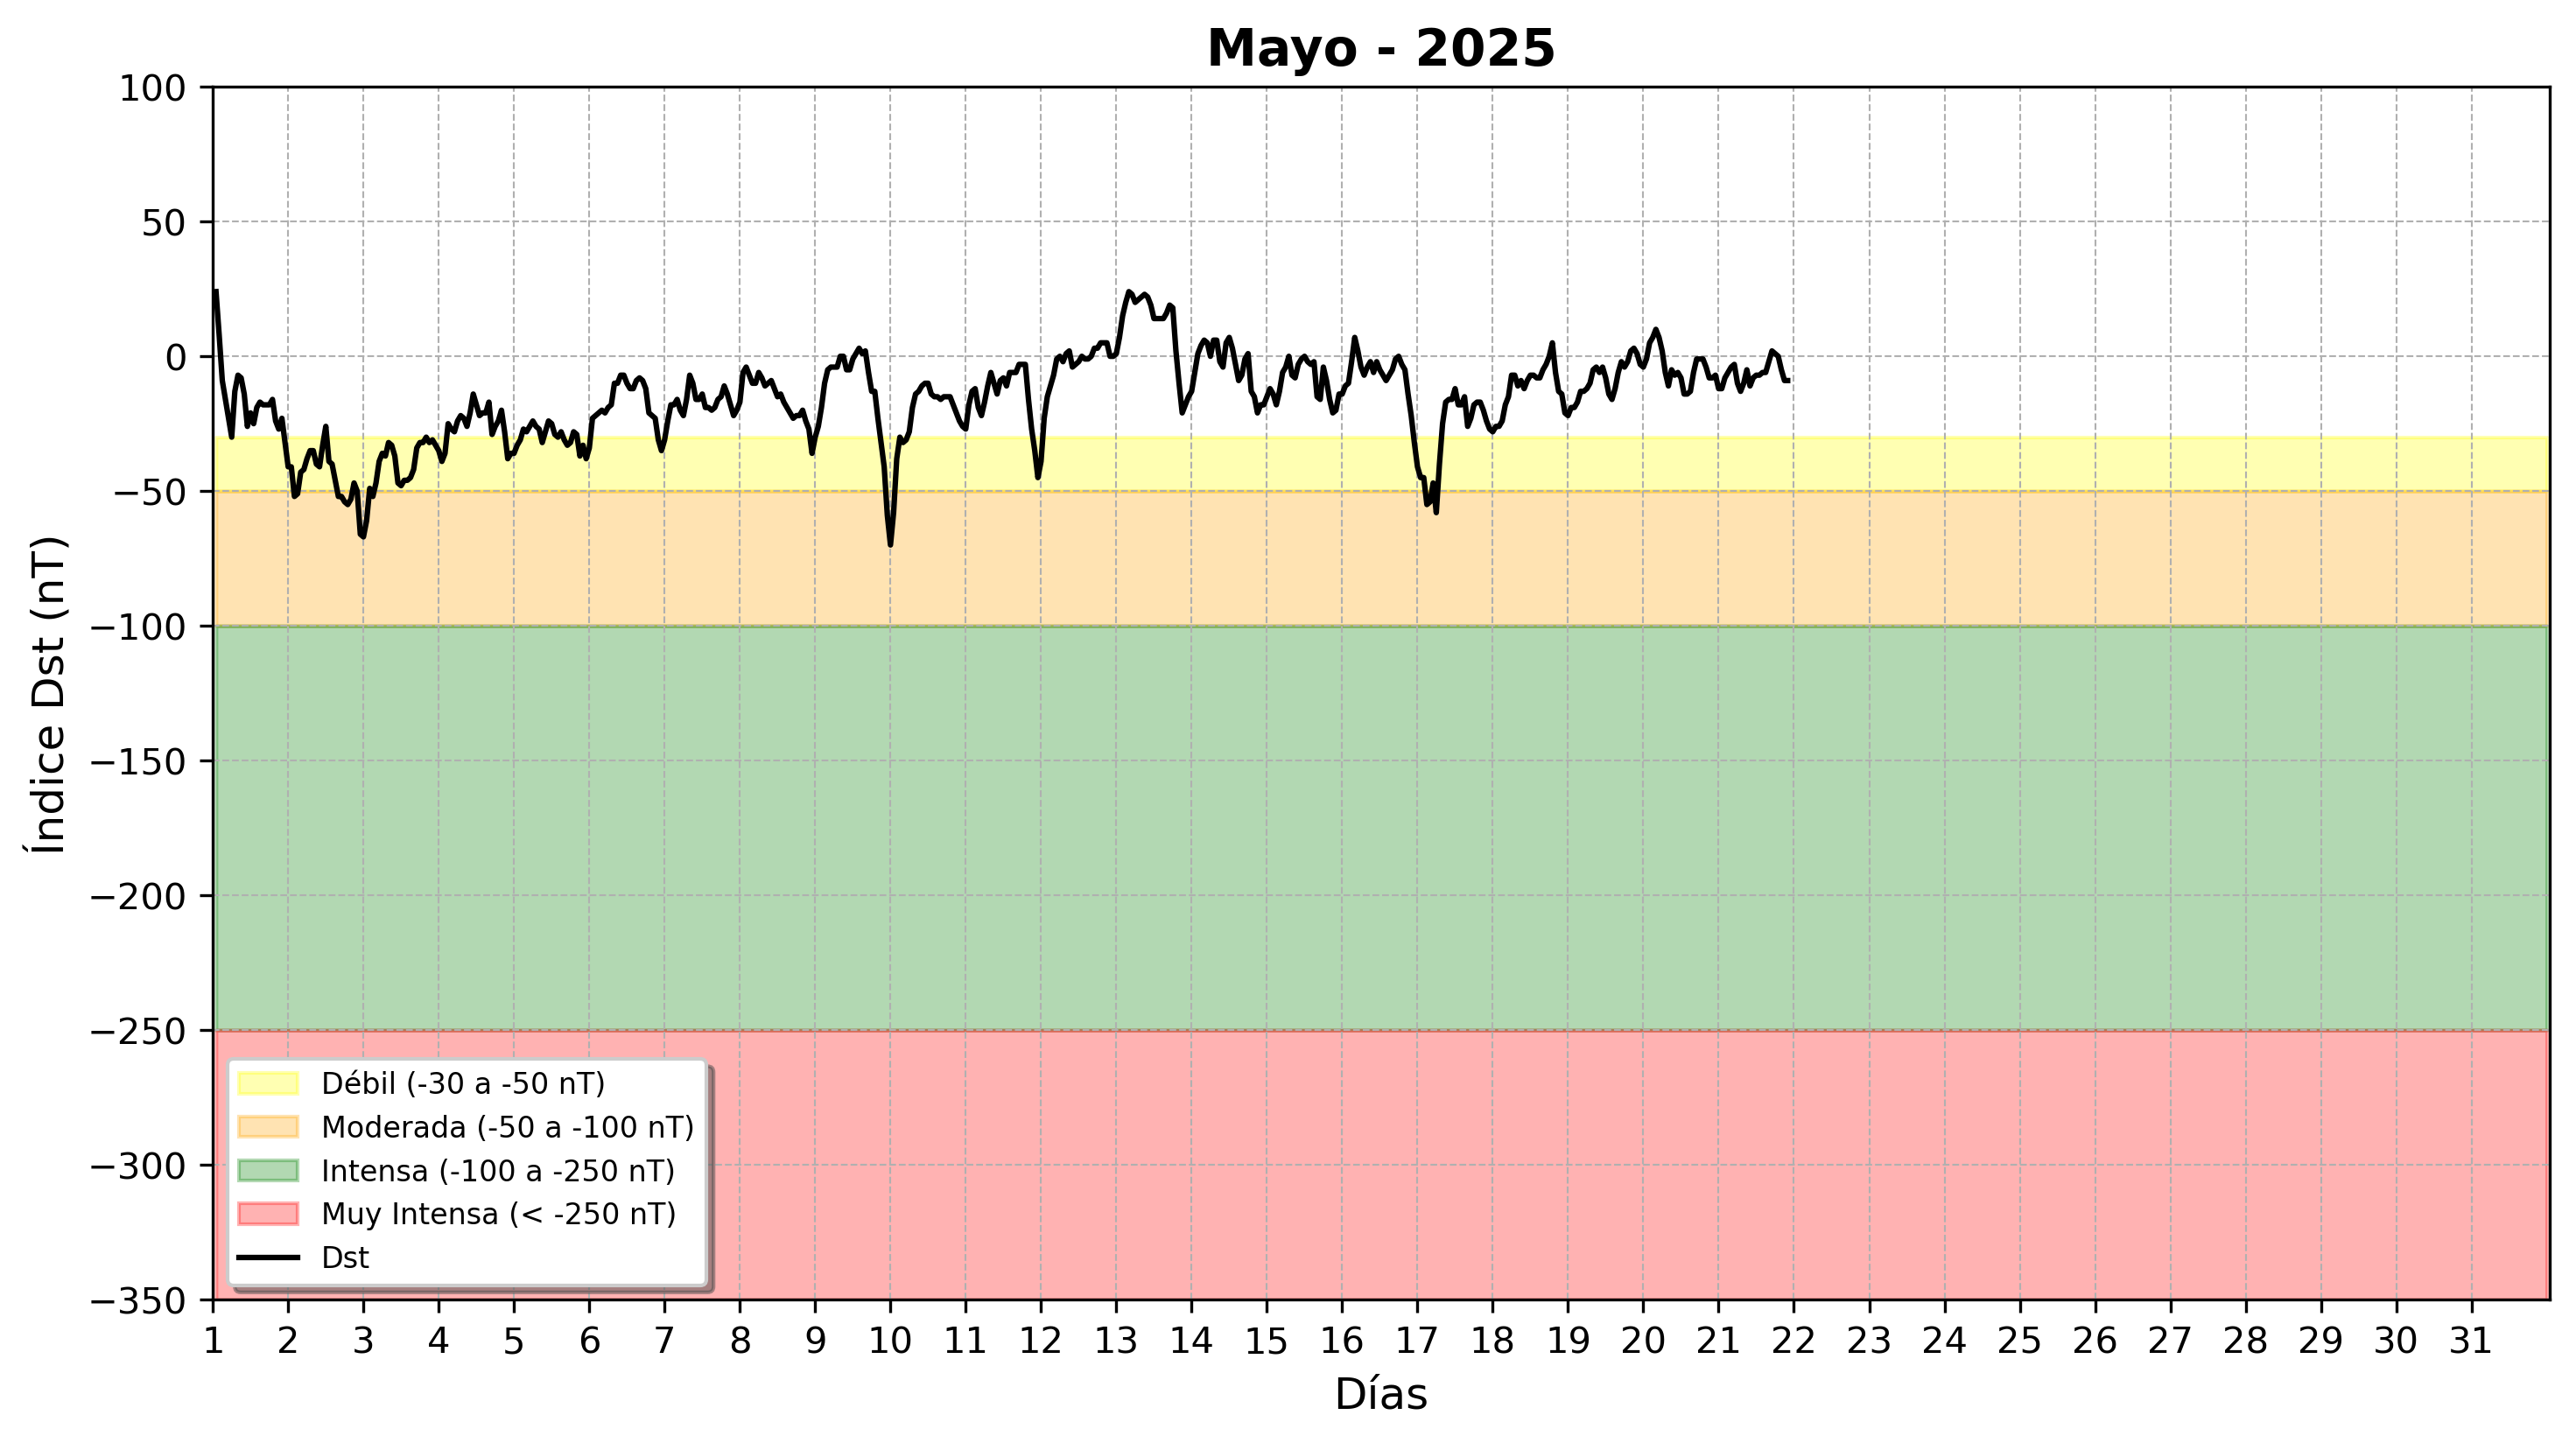 Mayo - 2025
100
50
0
−50
−100
−150
−200
−250
−300
−350
Índice Dst (nT)
Débil (-30 a -50 nT)
Moderada (-50 a -100 nT)
Intensa (-100 a -250 nT)
Muy Intensa (< -250 nT)
Dst
1 2 3 4 5 6 7 8 9 10 11 12 13 14 15 16 17 18 19 20 21 22 23 24 25 26 27 28 29 30 31
Días